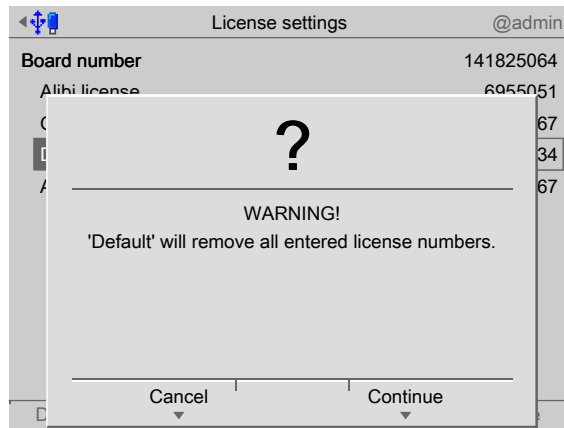 License settings @admin
Board number 141825064
Alibi license 6955051
67
34
67
?
WARNING!
'Default' will remove all entered license numbers.
Cancel Continue